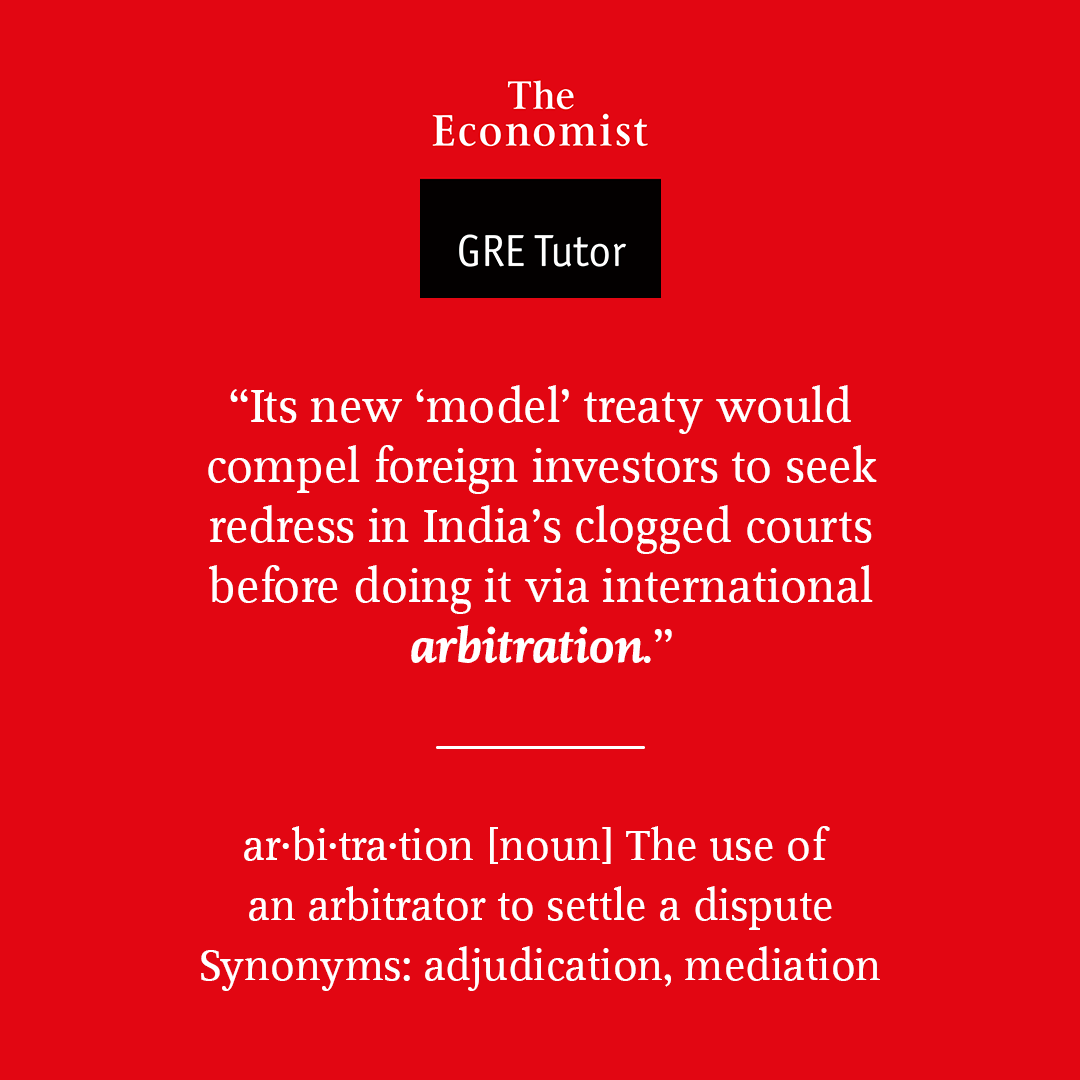 The
Economist
GRE Tutor
“Its new ‘model’ treaty would
compel foreign investors to seek
redress in India’s clogged courts
before doing it via international
arbitration.”
ar·bi·tra·tion [noun] The use of
an arbitrator to settle a dispute
Synonyms: adjudication, mediation